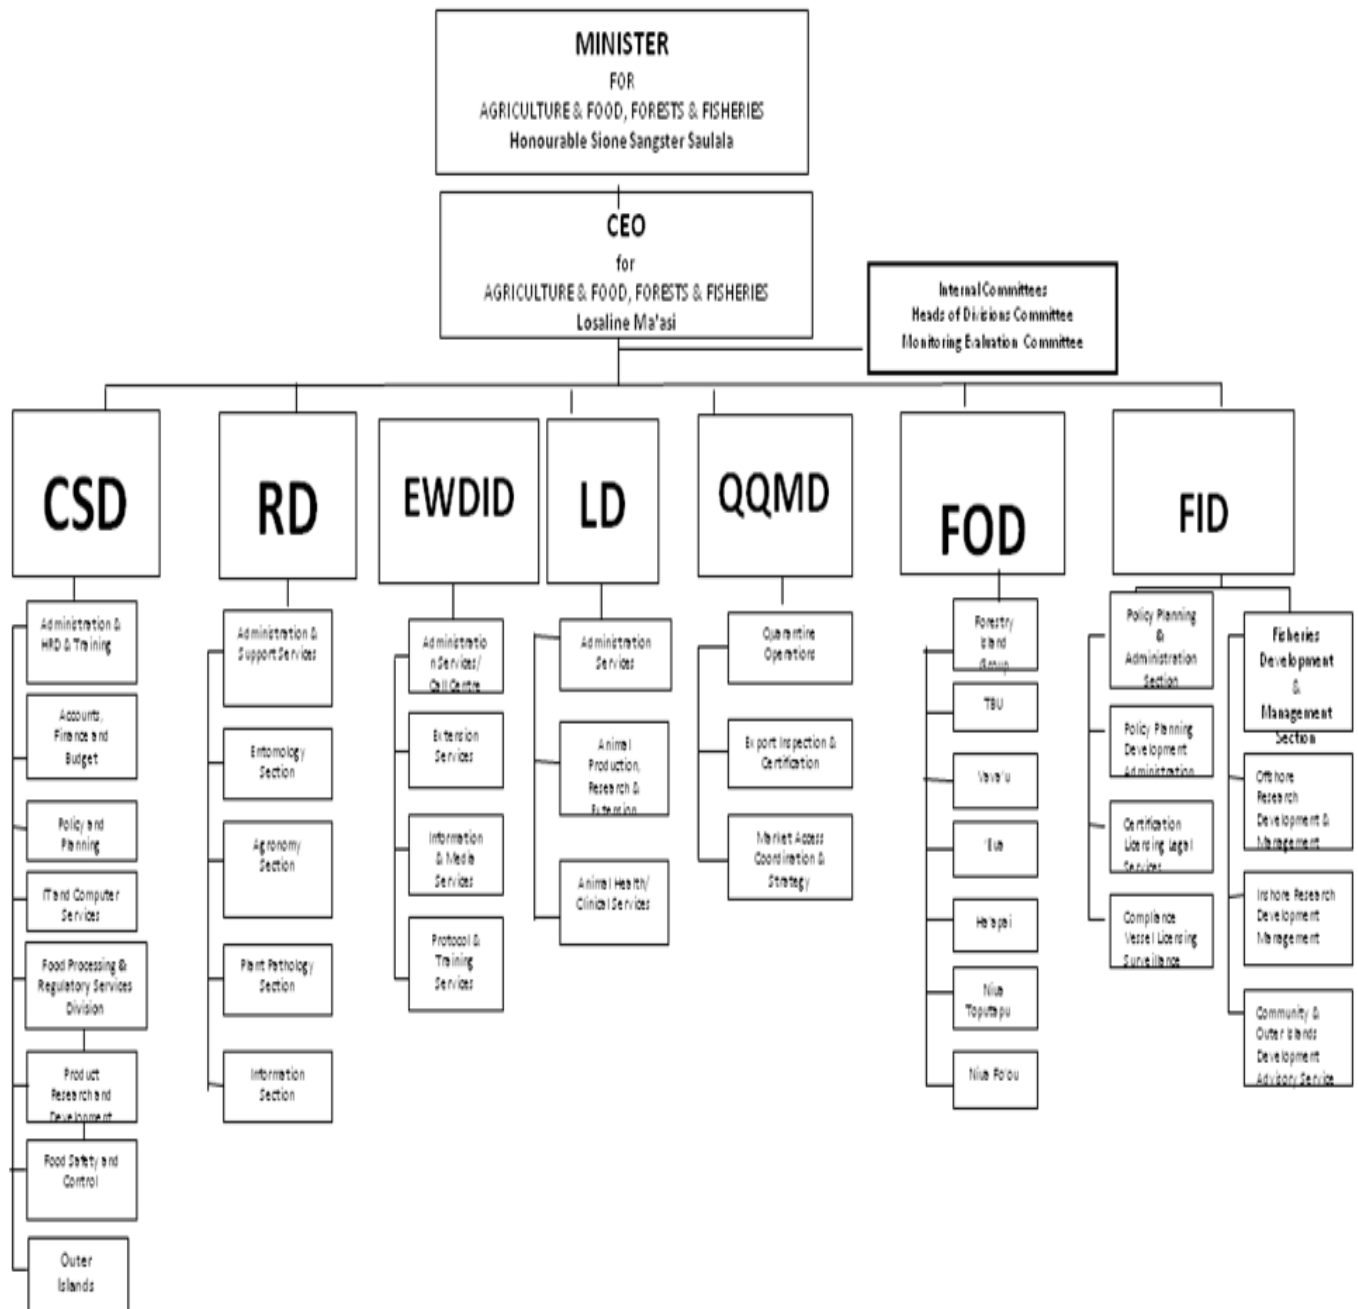 MINISTER
FOR
AGRICULTURE & FOOD, FORESTS & FISHERIES
Honourable Sione Sangster Saulala
CEO
for
AGRICULTURE & FOOD, FORESTS & FISHERIES
Losaline Ma'asi
Internal Committees
Heads of Divisions Committee
Monitoring Evaluation Committee
CSD
RD
EWDID
LD
QQMD
FOD
FID
Administration &
HRD & Training
Accounts,
Finance and
Budget
Policy and
Planning
IT and Computer
Services
Food Processing &
Regulatory Services
Division
Product
Research and
Development
Food Safety and
Control
Outer
Islands
Administration &
Support Services
Entomology
Section
Agronomy
Section
Plant Pathology
Section
Information
Section
Administratio
n Services/
Call Centre
Extension
Services
Information
& Media
Services
Protocol &
Training
Services
Administration
Services
Animal
Production,
Research &
Extension
Animal Health/
Clinical Services
Quarantine
Operations
Export Inspection &
Certification
Market Access
Coordination &
Strategy
Forestry
Island
Group
TBU
Vava'u
'Eua
Ha'apai
Niua
Toputapu
Niua Fo'ou
Policy Planning
&
Administration
Section
Policy Planning
Development
Administration
Certification
Licensing Legal
Services
Compliance
Vessel Licensing
Surveillance
Fisheries
Development
&
Management
Section
Offshore
Research
Development &
Management
Inshore Research
Development
Management
Community &
Outer Islands
Development
Advisory Service